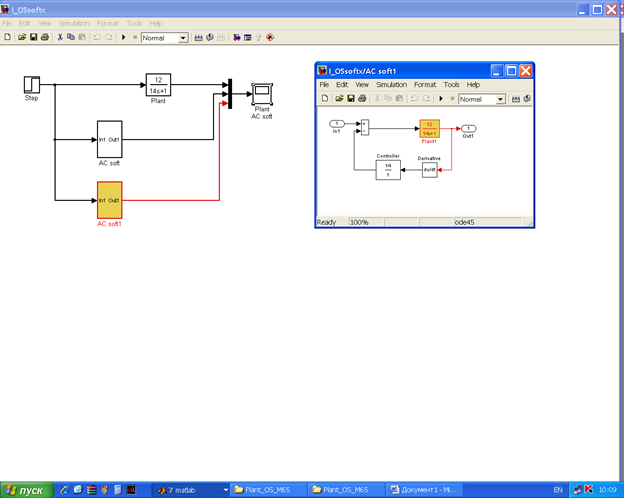 I_O5softx
File Edit View Simulation Format Tools Help
Normal
Step
12
14s+1
Plant
Plant
AC soft
In1 Out1
AC soft
In1 Out1
AC soft1
I_O5softx/AC soft1
File Edit View Simulation Format Tools Help
Normal
1
In1
12
14s+1
Plant1
1
Out1
Controller
14
1
Derivative
du/dt
Ready 100% ode45
пуск
7 matlab
Plant_OS_M65
Plant_OS_M65
Документ1 - Mi...
EN
10:09